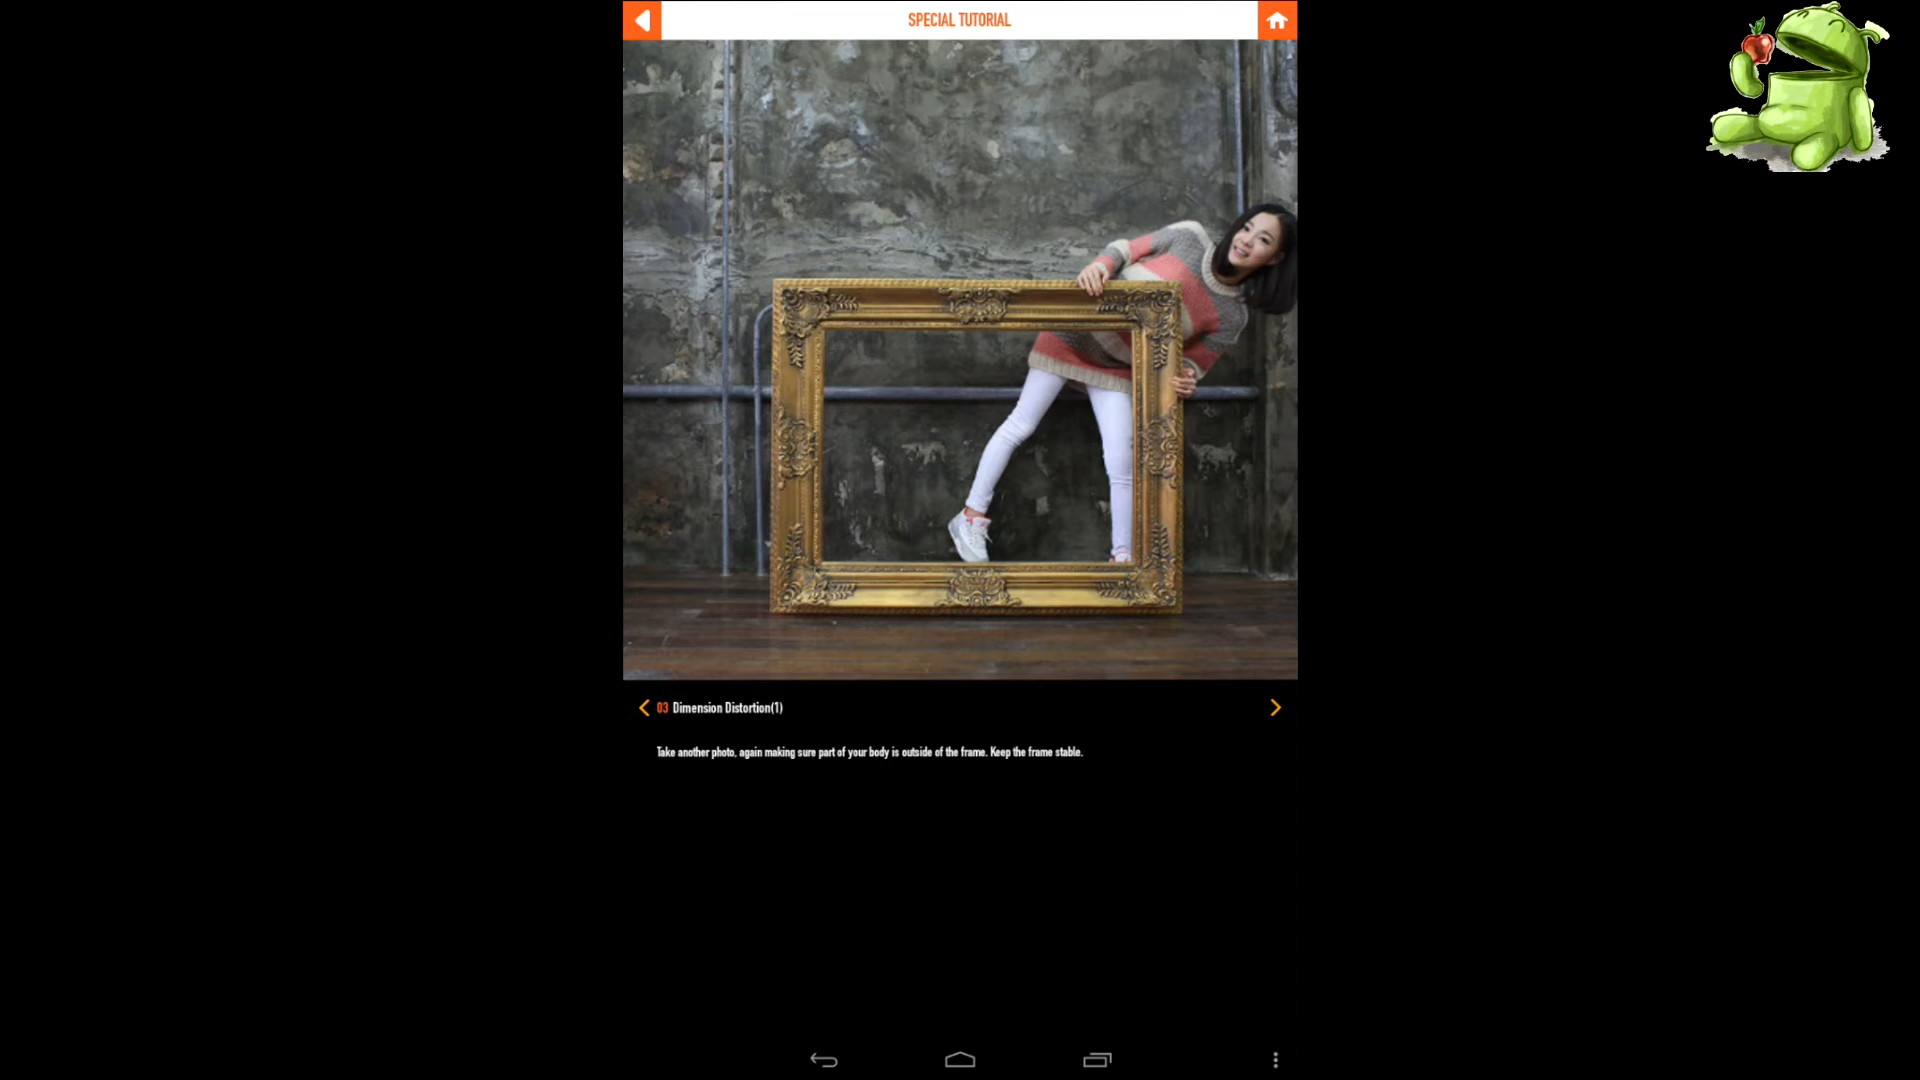 SPECIAL TUTORIAL
03 Dimension Distortion(1)
Take another photo, again making sure part of your body is outside of the frame. Keep the frame stable.